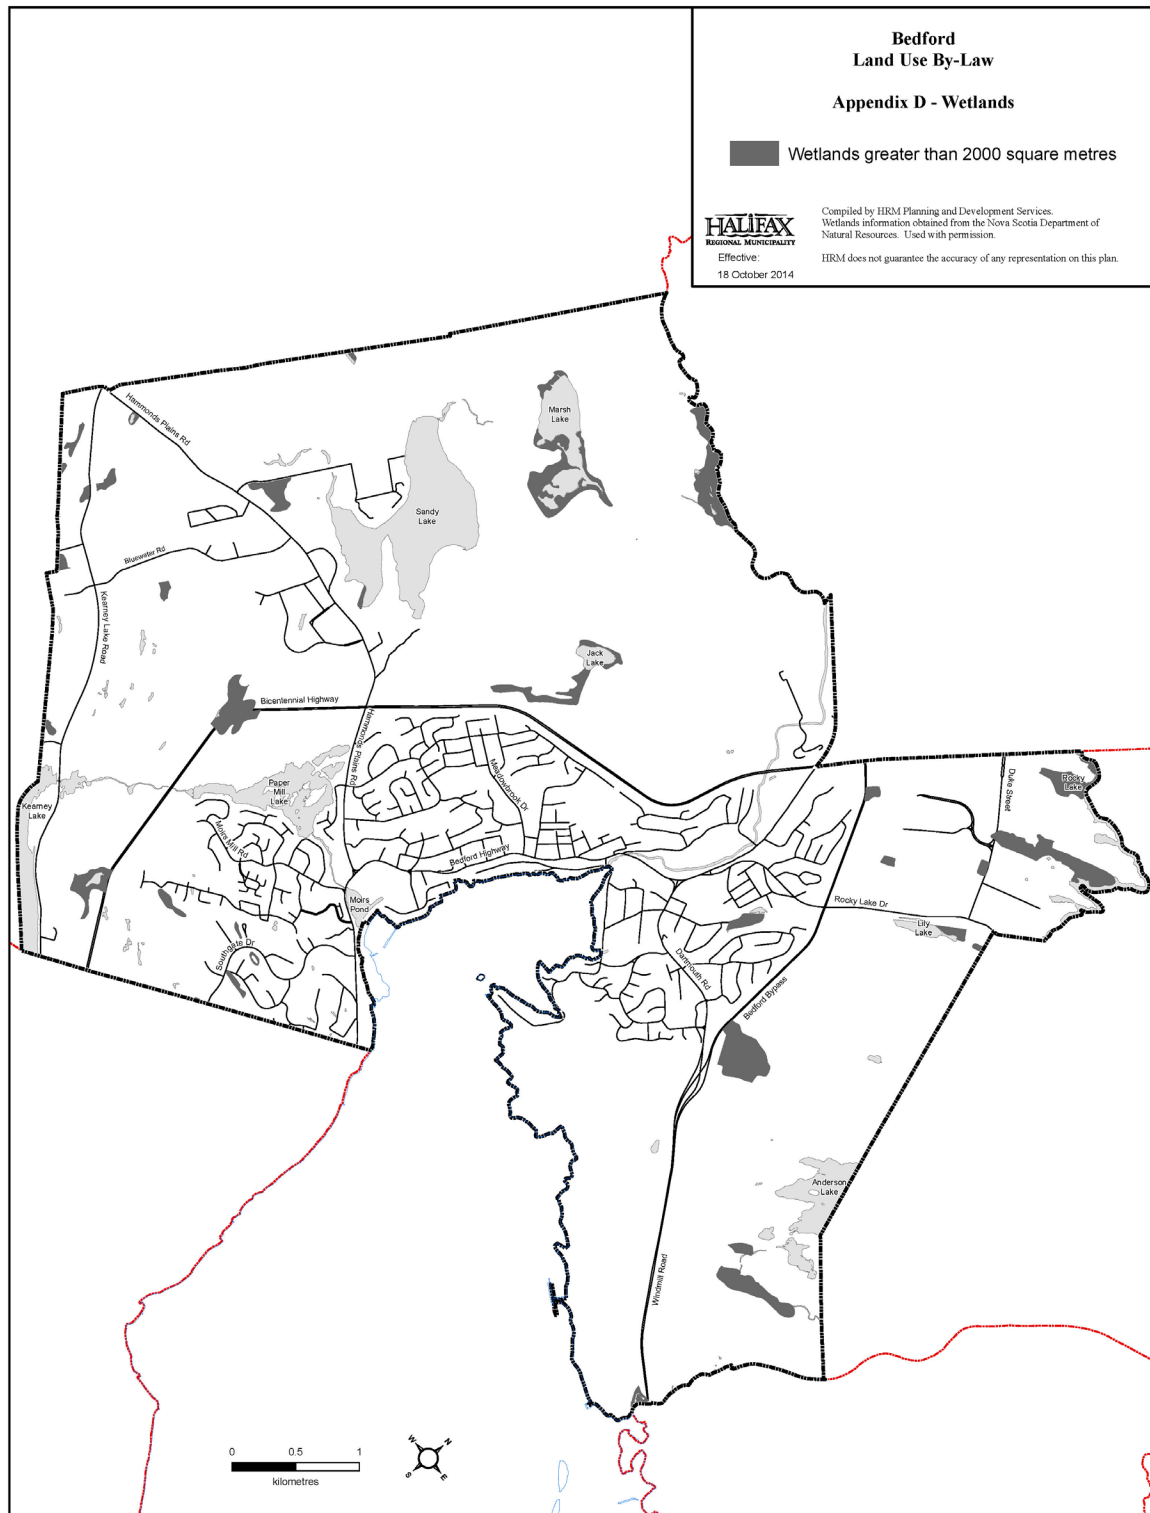 Bedford
Land Use By-Law
Appendix D - Wetlands
Wetlands greater than 2000 square metres
HALIFAX
REGIONAL MUNICIPALITY
Effective:
18 October 2014
Compiled by HRM Planning and Development Services.
Wetlands information obtained from the Nova Scotia Department of
Natural Resources. Used with permission.
HRM does not guarantee the accuracy of any representation on this plan.
Hammonds Plains Rd
Marsh
Lake
Sandy
Lake
Bluewater Rd
Kearney Lake Road
Jack
Lake
Bicentennial Highway
Hammonds Plains Rd
Meadowbrook Dr
Paper
Mill
Lake
Kearney
Lake
Moirs Mill Rd
Bedford Highway
Moirs
Pond
Southgate Dr
Duke Street
Rocky
Lake
Rocky Lake Dr
Lily
Lake
Dartmouth Rd
Bedford Bypass
Anderson
Lake
Windmill Road
0 0.5 1
kilometres
W
N
S
E